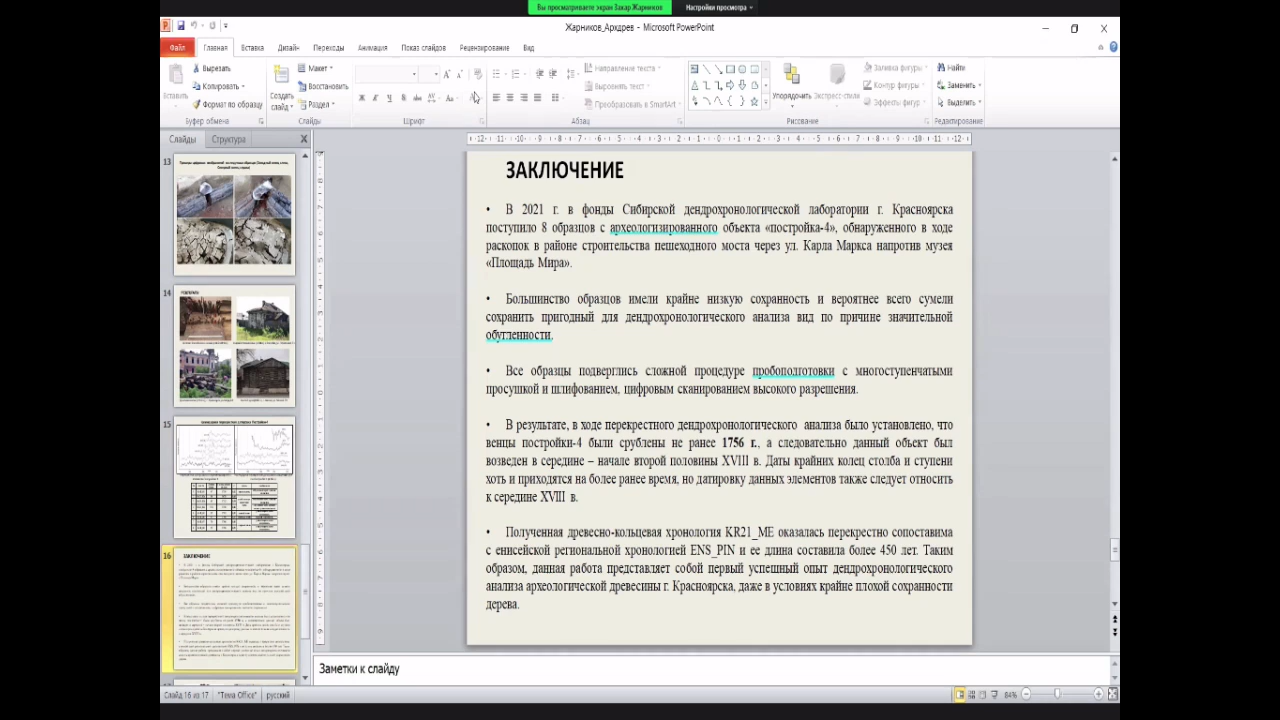 Вы просматриваете экран Захар Жарников
Настройки просмотра
Жарников_Архдрев - Microsoft PowerPoint
Файл Главная Вставка Дизайн Переходы Анимация Показ слайдов Рецензирование Вид
Вставить
Вырезать
Копировать
Формат по образцу
Буфер обмена
Создать слайд
Макет
Восстановить
Раздел
Слайды
Шрифт
Направление текста
Выровнять текст
Преобразовать в SmartArt
Абзац
Упорядочить
Экспресс-стили
Заливка фигуры
Контур фигуры
Эффекты фигур
Рисование
Найти
Заменить
Выделить
Редактирование
Слайды Структура
13
14
15
16
ЗАКЛЮЧЕНИЕ
• В 2021 г. в фонды Сибирской дендрохронологической лаборатории г. Красноярска
поступило 8 образцов с археологизированного объекта «постройка-4», обнаруженного в ходе
раскопок в районе строительства пешеходного моста через ул. Карла Маркса напротив музея
«Площадь Мира».
• Большинство образцов имели крайне низкую сохранность и вероятнее всего сумели
сохранить пригодный для дендрохронологического анализа вид по причине значительной
обугленности.
• Все образцы подверглись сложной процедуре пробоподготовки с многоступенчатыми
просушкой и шлифованием, цифровым сканированием высокого разрешения.
• В результате, в ходе перекрестного дендрохронологического анализа было установлено, что
венцы постройки-4 были срублены не ранее 1756 г., а следовательно данный объект был
возведен в середине – начале второй половины XVIII в. Даты крайних колец столба и ступени
хоть и приходятся на более ранее время, но датировку данных элементов также следует относить
к середине XVIII в.
• Полученная древесно-кольцевая хронология KR21_ME оказалась перекрестно сопоставима
с енисейской региональной хронологией ENS_PIN и ее длина составила более 450 лет. Таким
образом, данная работа представляет собой первый успешный опыт дендрохронологического
анализа археологической древесины г. Красноярска, даже в условиях крайне плохой сохранности
дерева.
Заметки к слайду
Слайд 16 из 17 "Тема Office" русский
84%